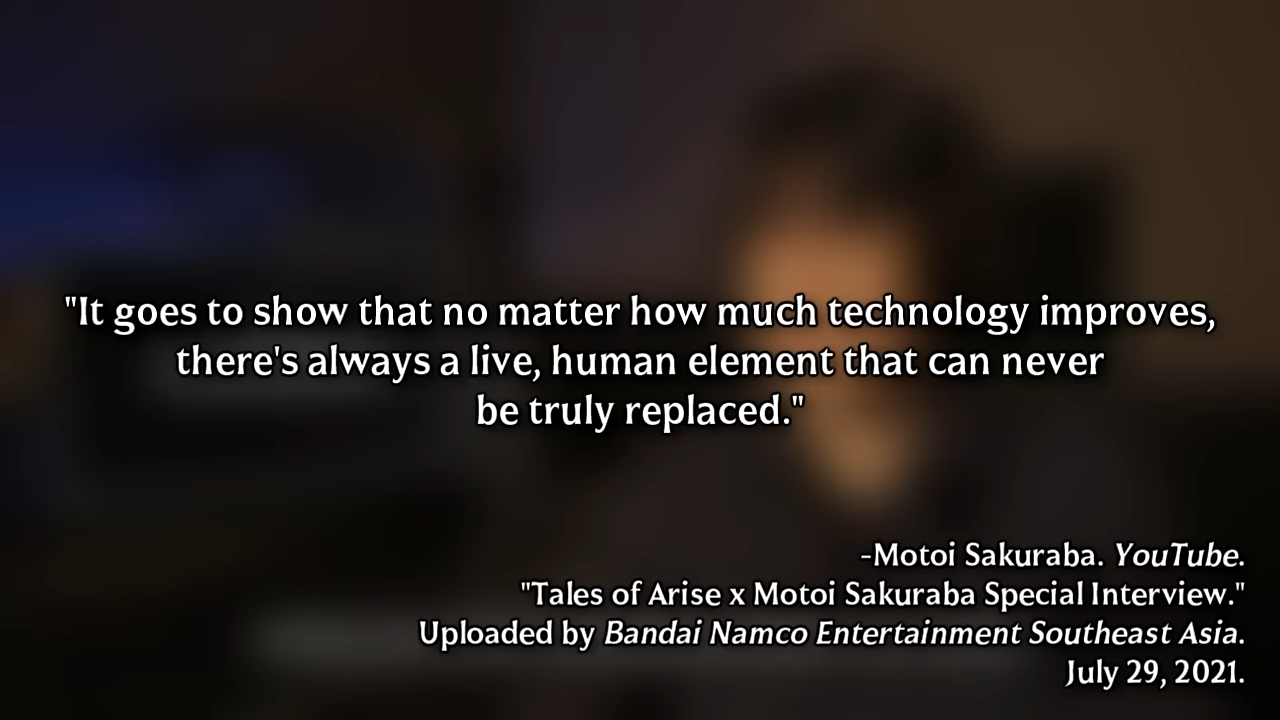 "It goes to show that no matter how much technology improves,
there's always a live, human element that can never
be truly replaced."
-Motoi Sakuraba. YouTube.
"Tales of Arise x Motoi Sakuraba Special Interview."
Uploaded by Bandai Namco Entertainment Southeast Asia.
July 29, 2021.